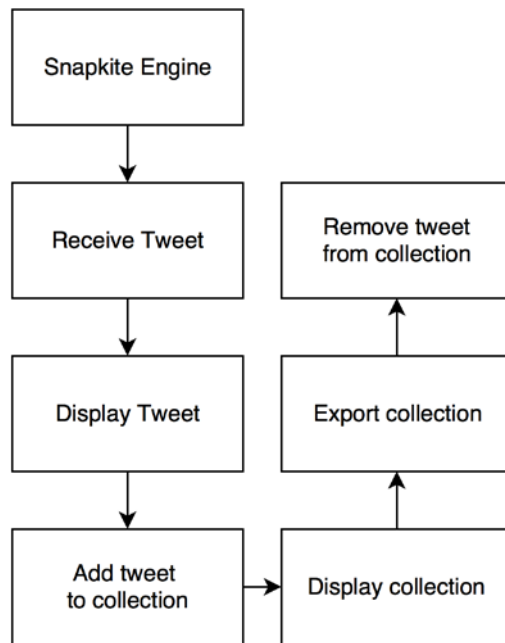 Snapkite Engine
Receive Tweet
Display Tweet
Add tweet
to collection
Display collection
Export collection
Remove tweet
from collection